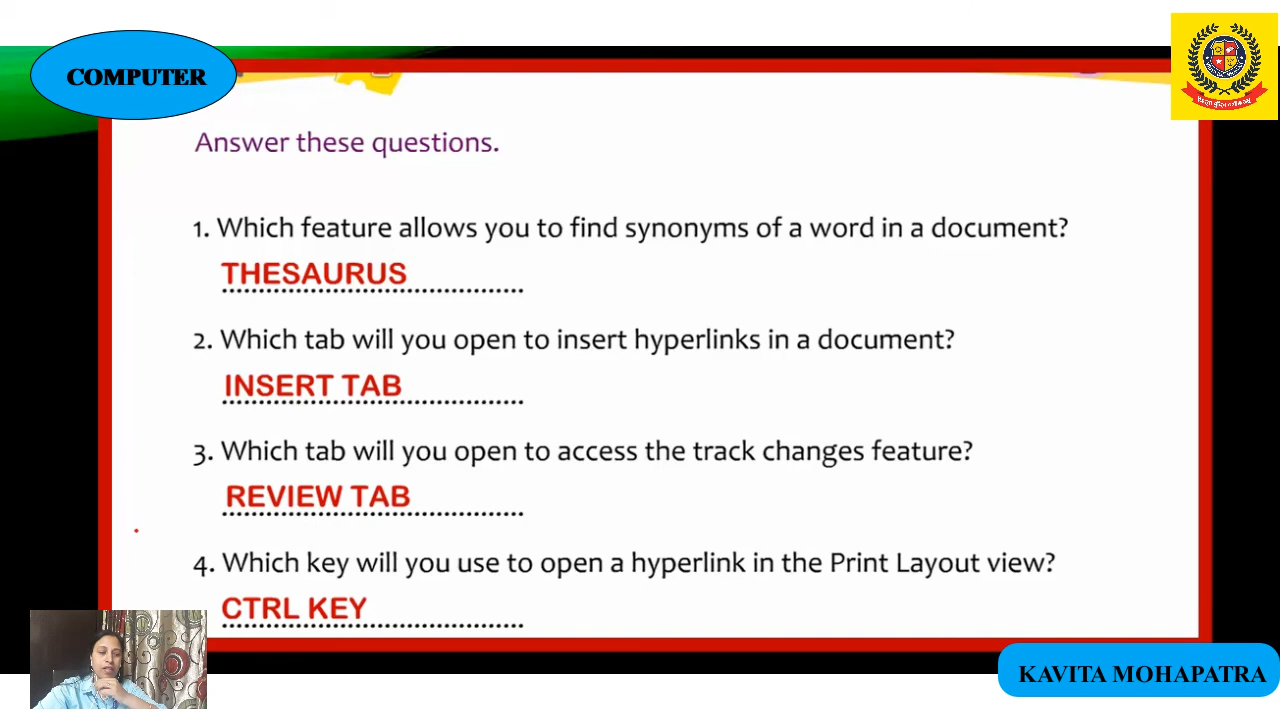 COMPUTER
Answer these questions.
1. Which feature allows you to find synonyms of a word in a document?
THESAURUS
2. Which tab will you open to insert hyperlinks in a document?
INSERT TAB
3. Which tab will you open to access the track changes feature?
REVIEW TAB
4. Which key will you use to open a hyperlink in the Print Layout view?
CTRL KEY
KAVITA MOHAPATRA